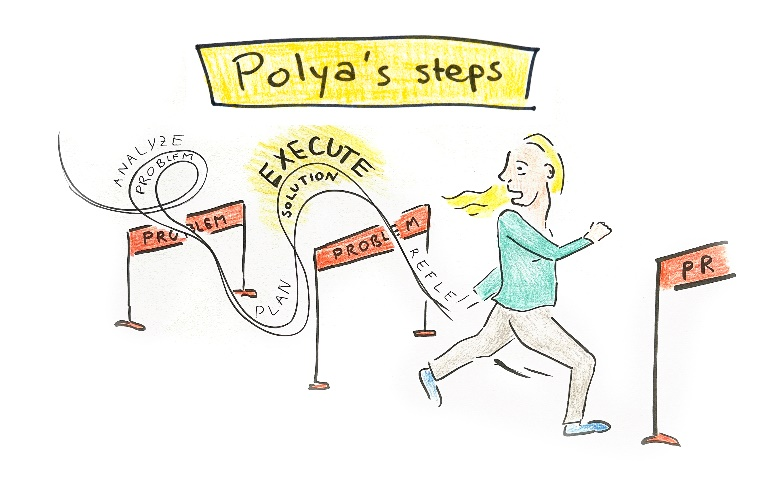 Polya's steps
ANALYZE
PROBLEM
PROBLEM
EXECUTE
SOLUTION
PLAN
PROBLEM
REFLE
PR